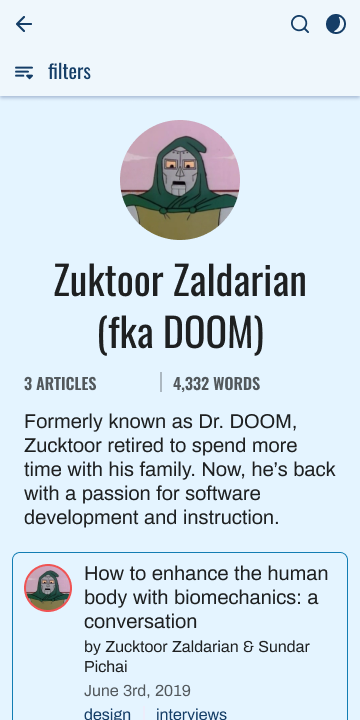 filters
Zuktoor Zaldarian
(fka DOOM)
3 ARTICLES
4,332 WORDS
Formerly known as Dr. DOOM,
Zucktoor retired to spend more
time with his family. Now, he's back
with a passion for software
development and instruction.
How to enhance the human
body with biomechanics: a
conversation
by Zucktoor Zaldarian & Sundar
Pichai
June 3rd, 2019
design interviews